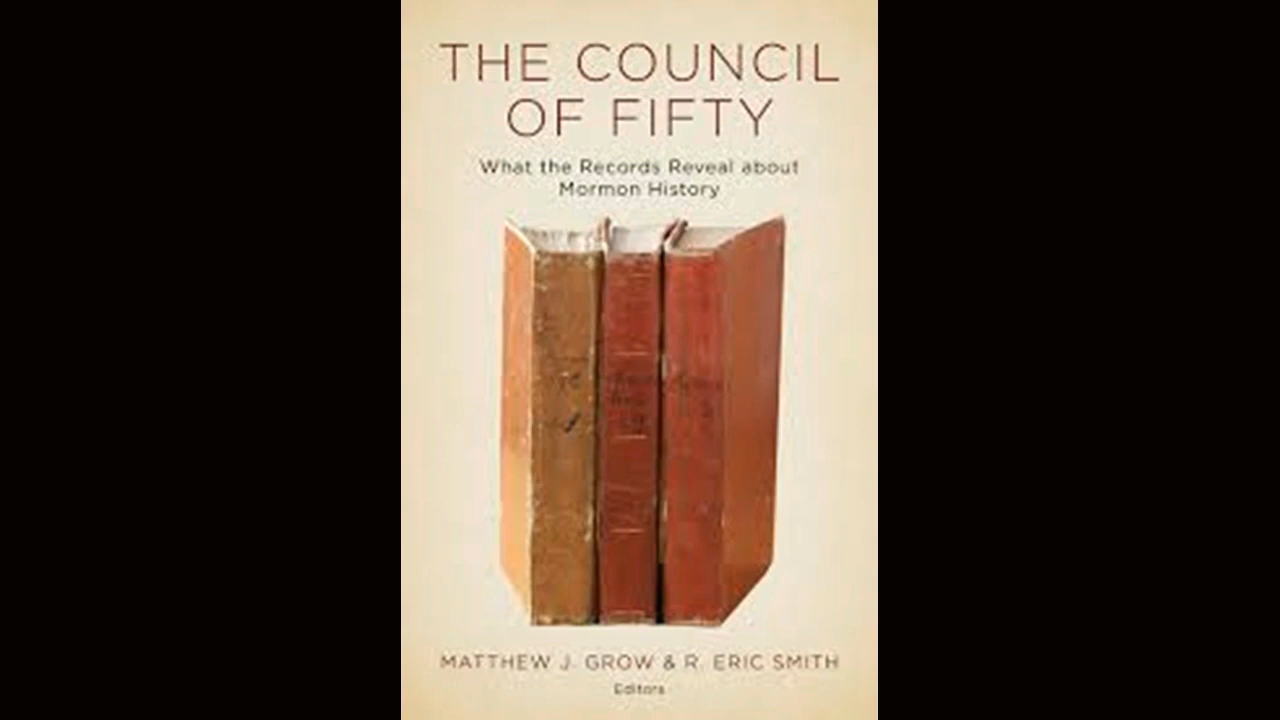 THE COUNCIL
OF FIFTY
What the Records Reveal about
Mormon History
MATTHEW J. GROW & R. ERIC SMITH
Editors